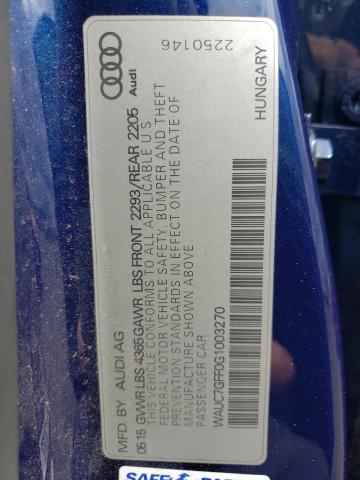 MFD. BY AUDI AG
05 15 GVWR LBS 4365 GAWR LBS FRONT 2293/REAR 2205
THIS VEHICLE CONFORMS TO ALL APPLICABLE U S
FEDERAL MOTOR VEHICLE SAFETY, BUMPER AND THEFT
PREVENTION STANDARDS IN EFFECT ON THE DATE OF
MANUFACTURE SHOWN ABOVE
PASSENGER CAR
WAUC7GFF0G1003270
HUNGARY
Audi
2250146